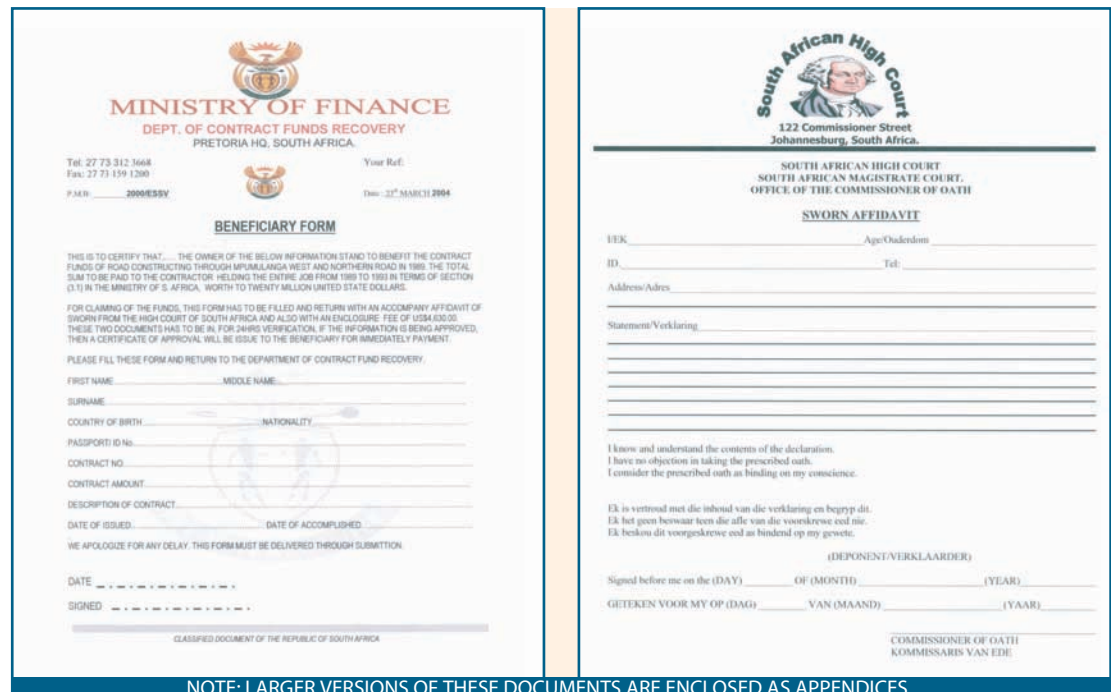 MINISTRY OF FINANCE
DEPT. OF CONTRACT FUNDS RECOVERY
PRETORIA HQ, SOUTH AFRICA.
Tel: 27 73 312 3668
Fax: 27 73 159 1200
Your Ref:
P.M.B: 2000/ESSV
Date: 23ᵗʰ MARCH 2004
BENEFICIARY FORM
THIS IS TO CERTIFY THAT...... THE OWNER OF THE BELOW INFORMATION STAND TO BENEFIT THE CONTRACT
FUNDS OF ROAD CONSTRUCTING THROUGH MPUMULANGA WEST AND NORTHERN ROAD IN 1989. THE TOTAL
SUM TO BE PAID TO THE CONTRACTOR HELDING THE ENTIRE JOB FROM 1989 TO 1993 IN TERMS OF SECTION
(3.1) IN THE MINISTRY OF S. AFRICA, WORTH TO TWENTY MILLION UNITED STATE DOLLARS.
FOR CLAIMING OF THE FUNDS, THIS FORM HAS TO BE FILLED AND RETURN WITH AN ACCOMPANY AFFIDAVIT OF
SWORN FROM THE HIGH COURT OF SOUTH AFRICA AND ALSO WITH AN ENCLOSURE FEE OF US$4,630.00.
THESE TWO DOCUMENTS HAS TO BE IN, FOR 24HRS VERIFICATION, IF THE INFORMATION IS BEING APPROVED,
THEN A CERTIFICATE OF APPROVAL WILL BE ISSUE TO THE BENEFICIARY FOR IMMEDIATELY PAYMENT.
PLEASE FILL THESE FORM AND RETURN TO THE DEPARTMENT OF CONTRACT FUND RECOVERY.
FIRST NAME MIDDLE NAME
SURNAME
COUNTRY OF BIRTH NATIONALITY
PASSPORT/ ID No.
CONTRACT NO
CONTRACT AMOUNT
DESCRIPTION OF CONTRACT
DATE OF ISSUED DATE OF ACCOMPLISHED
WE APOLOGIZE FOR ANY DELAY. THIS FORM MUST BE DELIVERED THROUGH SUBMITTION.
DATE
SIGNED
CLASSIFIED DOCUMENT OF THE REPUBLIC OF SOUTH AFRICA
South African High Court
122 Commissioner Street
Johannesburg, South Africa.
SOUTH AFRICAN HIGH COURT
SOUTH AFRICAN MAGISTRATE COURT.
OFFICE OF THE COMMISSIONER OF OATH
SWORN AFFIDAVIT
I/EK Age/Ouderdom
ID. Tel:
Address/Adres
Statement/Verklaring
I know and understand the contents of the declaration.
I have no objection in taking the prescribed oath.
I consider the prescribed oath as binding on my conscience.
Ek is vertroud met die inhoud van die verklaring en begryp dit.
Ek het geen beswaar teen die afle van die voorskrewe eed nie.
Ek beskou dit voorgeskrewe eed as bindend op my gewete.
(DEPONENT/VERKLAARDER)
Signed before me on the (DAY) OF (MONTH) (YEAR)
GETEKEN VOOR MY OP (DAG) VAN (MAAND) (YAAR)
COMMISSIONER OF OATH
KOMMISSARIS VAN EDE
NOTE: LARGER VERSIONS OF THESE DOCUMENTS ARE ENCLOSED AS APPENDICES